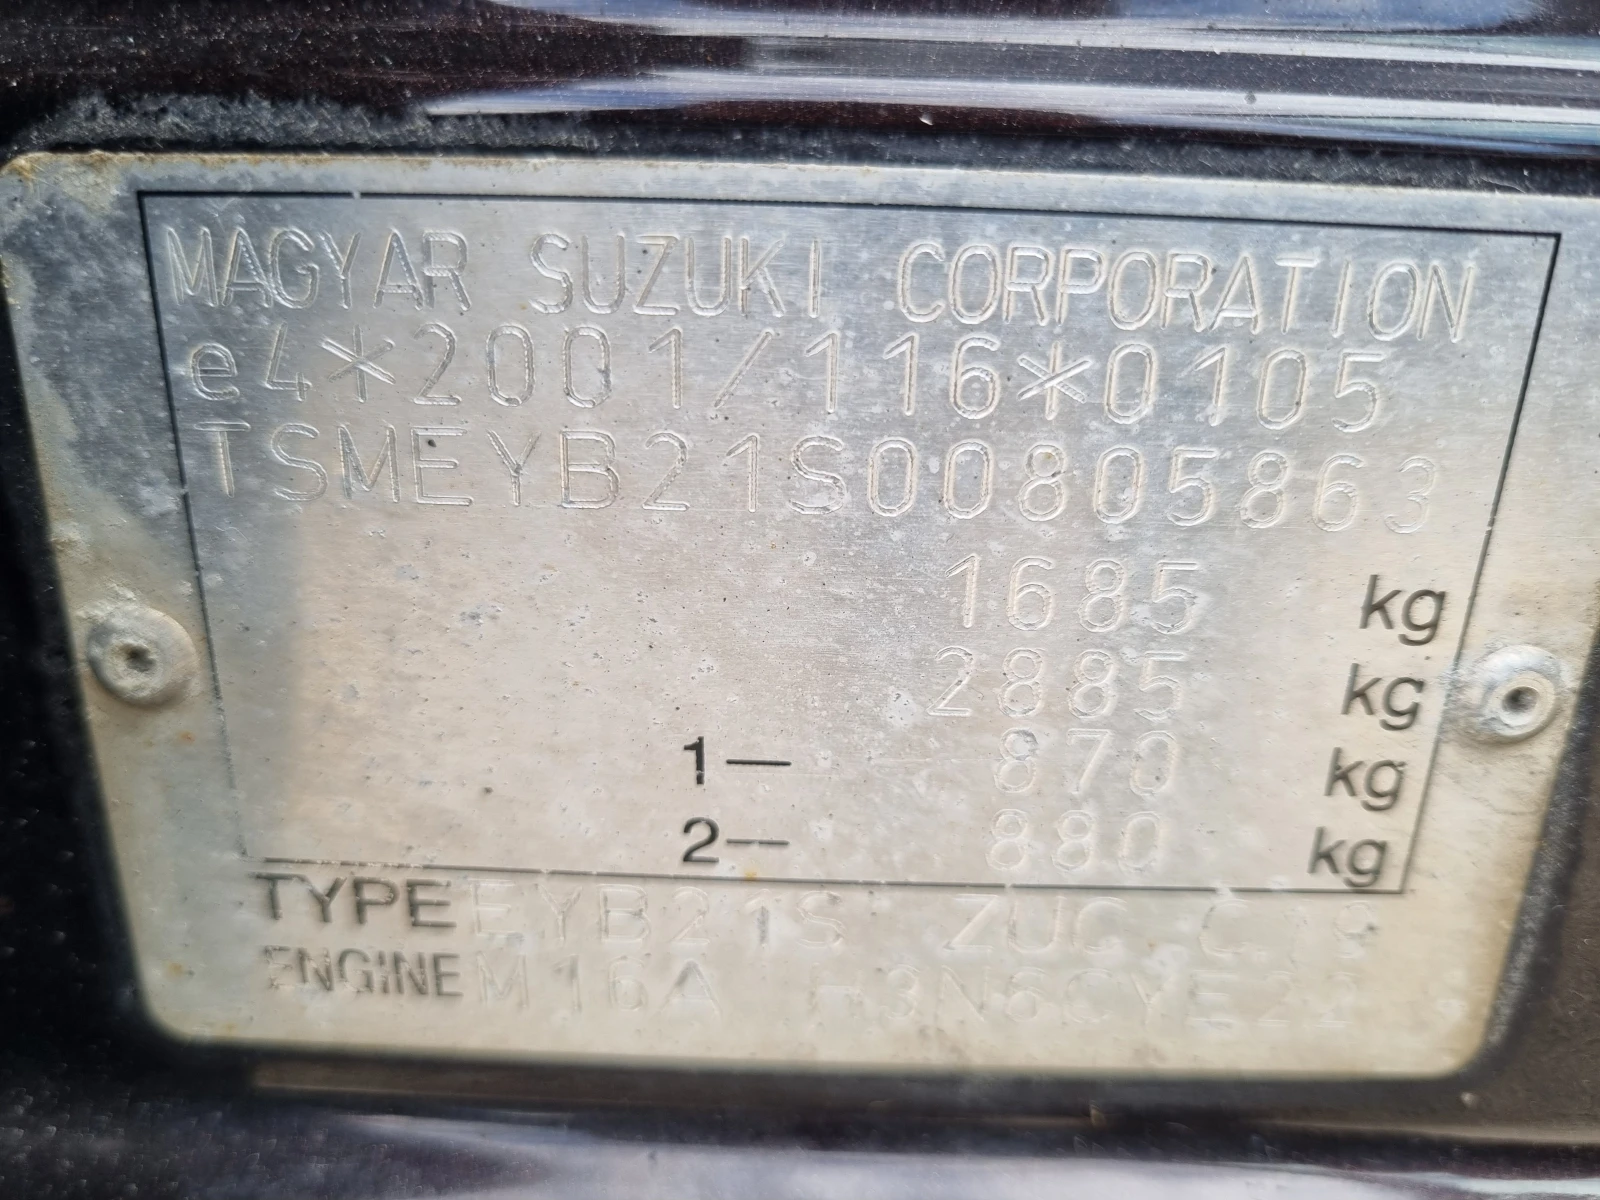 MAGYAR SUZUKI CORPORATION
e4*2001/116*0105
TSMEYB21S00805863
1685 kg
2885 kg
1— 870 kg
2— 880 kg
TYPE EYB21S ZUC
ENGINE M16A